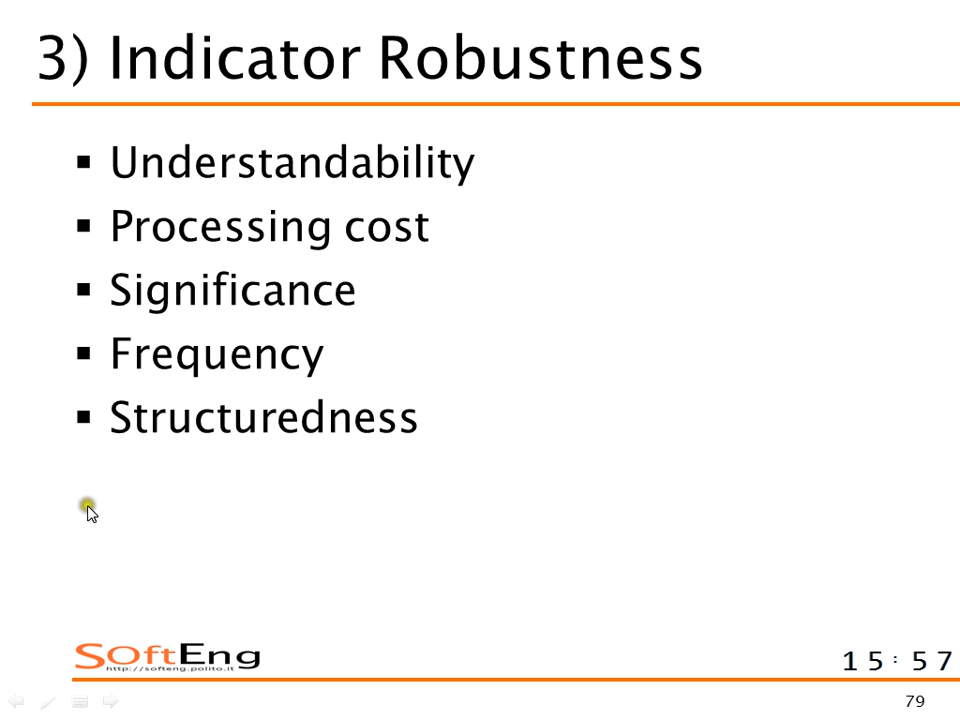 3) Indicator Robustness
▪ Understandability
▪ Processing cost
▪ Significance
▪ Frequency
▪ Structuredness
SOftEng
http://softeng.polito.it
15:57
79